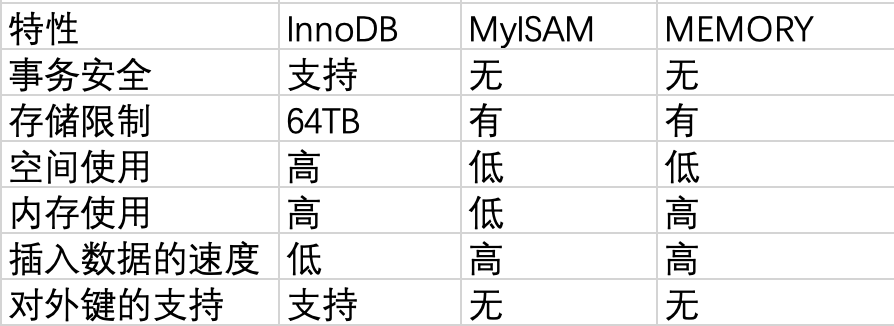 特性 InnoDB MyISAM MEMORY
事务安全 支持 无 无
存储限制 64TB 有 有
空间使用 高 低 低
内存使用 高 低 高
插入数据的速度 低 高 高
对外键的支持 支持 无 无